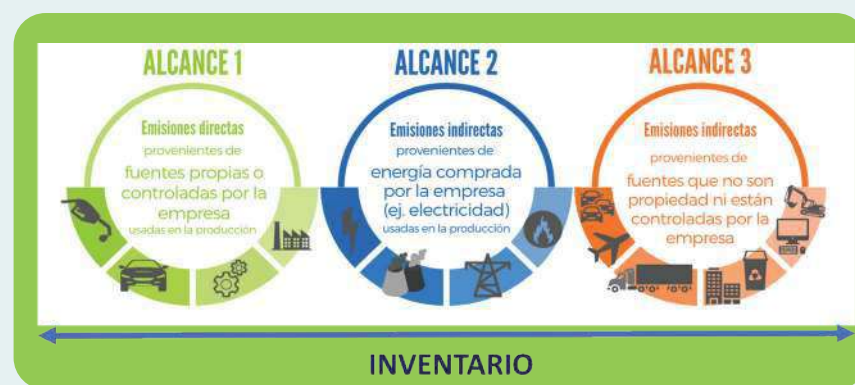 ALCANCE 1
Emisiones directas
provenientes de
fuentes propias o
controladas por la
empresa
usadas en la producción
ALCANCE 2
Emisiones indirectas
provenientes de
energía comprada
por la empresa
(ej. electricidad)
usadas en la producción
ALCANCE 3
Emisiones indirectas
provenientes de
fuentes que no son
propiedad ni están
controladas por la
empresa
INVENTARIO